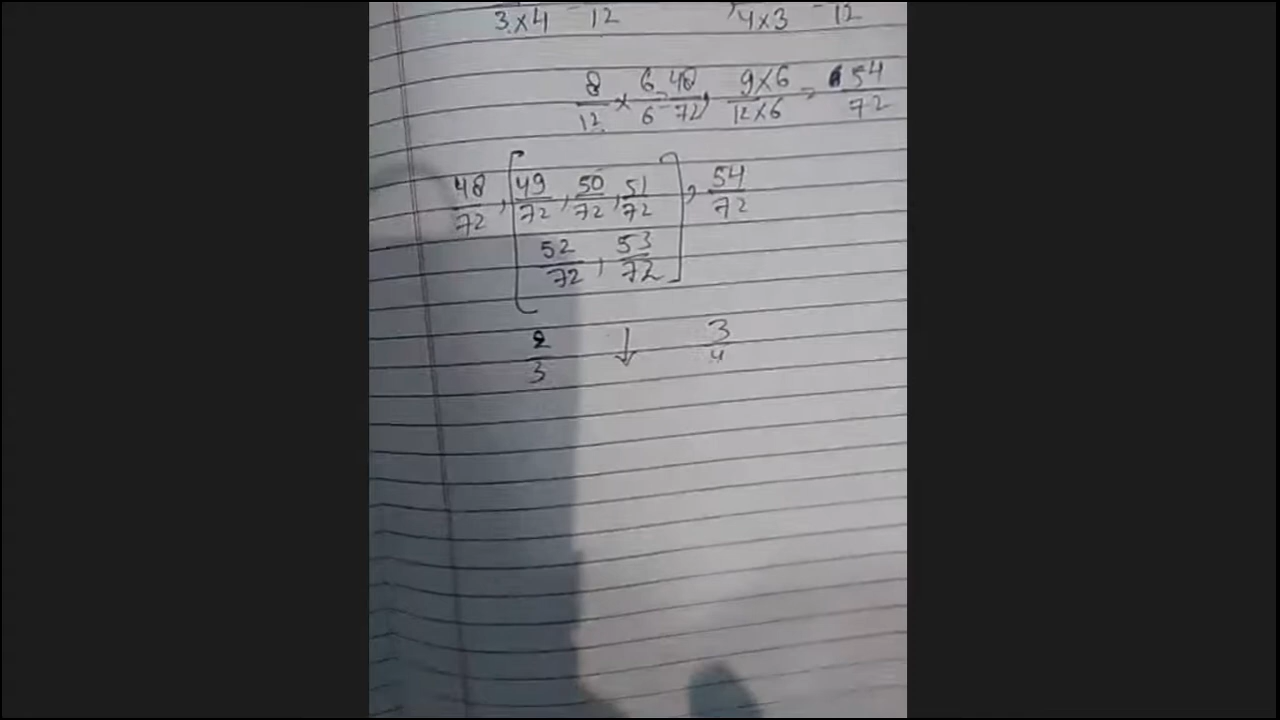 3×4 = 12 , 4×3 = 12
8/12 × 6/6 = 48/72, 9×6/12×6 = 54/72
48/72, [49/72, 50/72, 51/72
52/72, 53/72], 54/72
2/3 ↓ 3/4